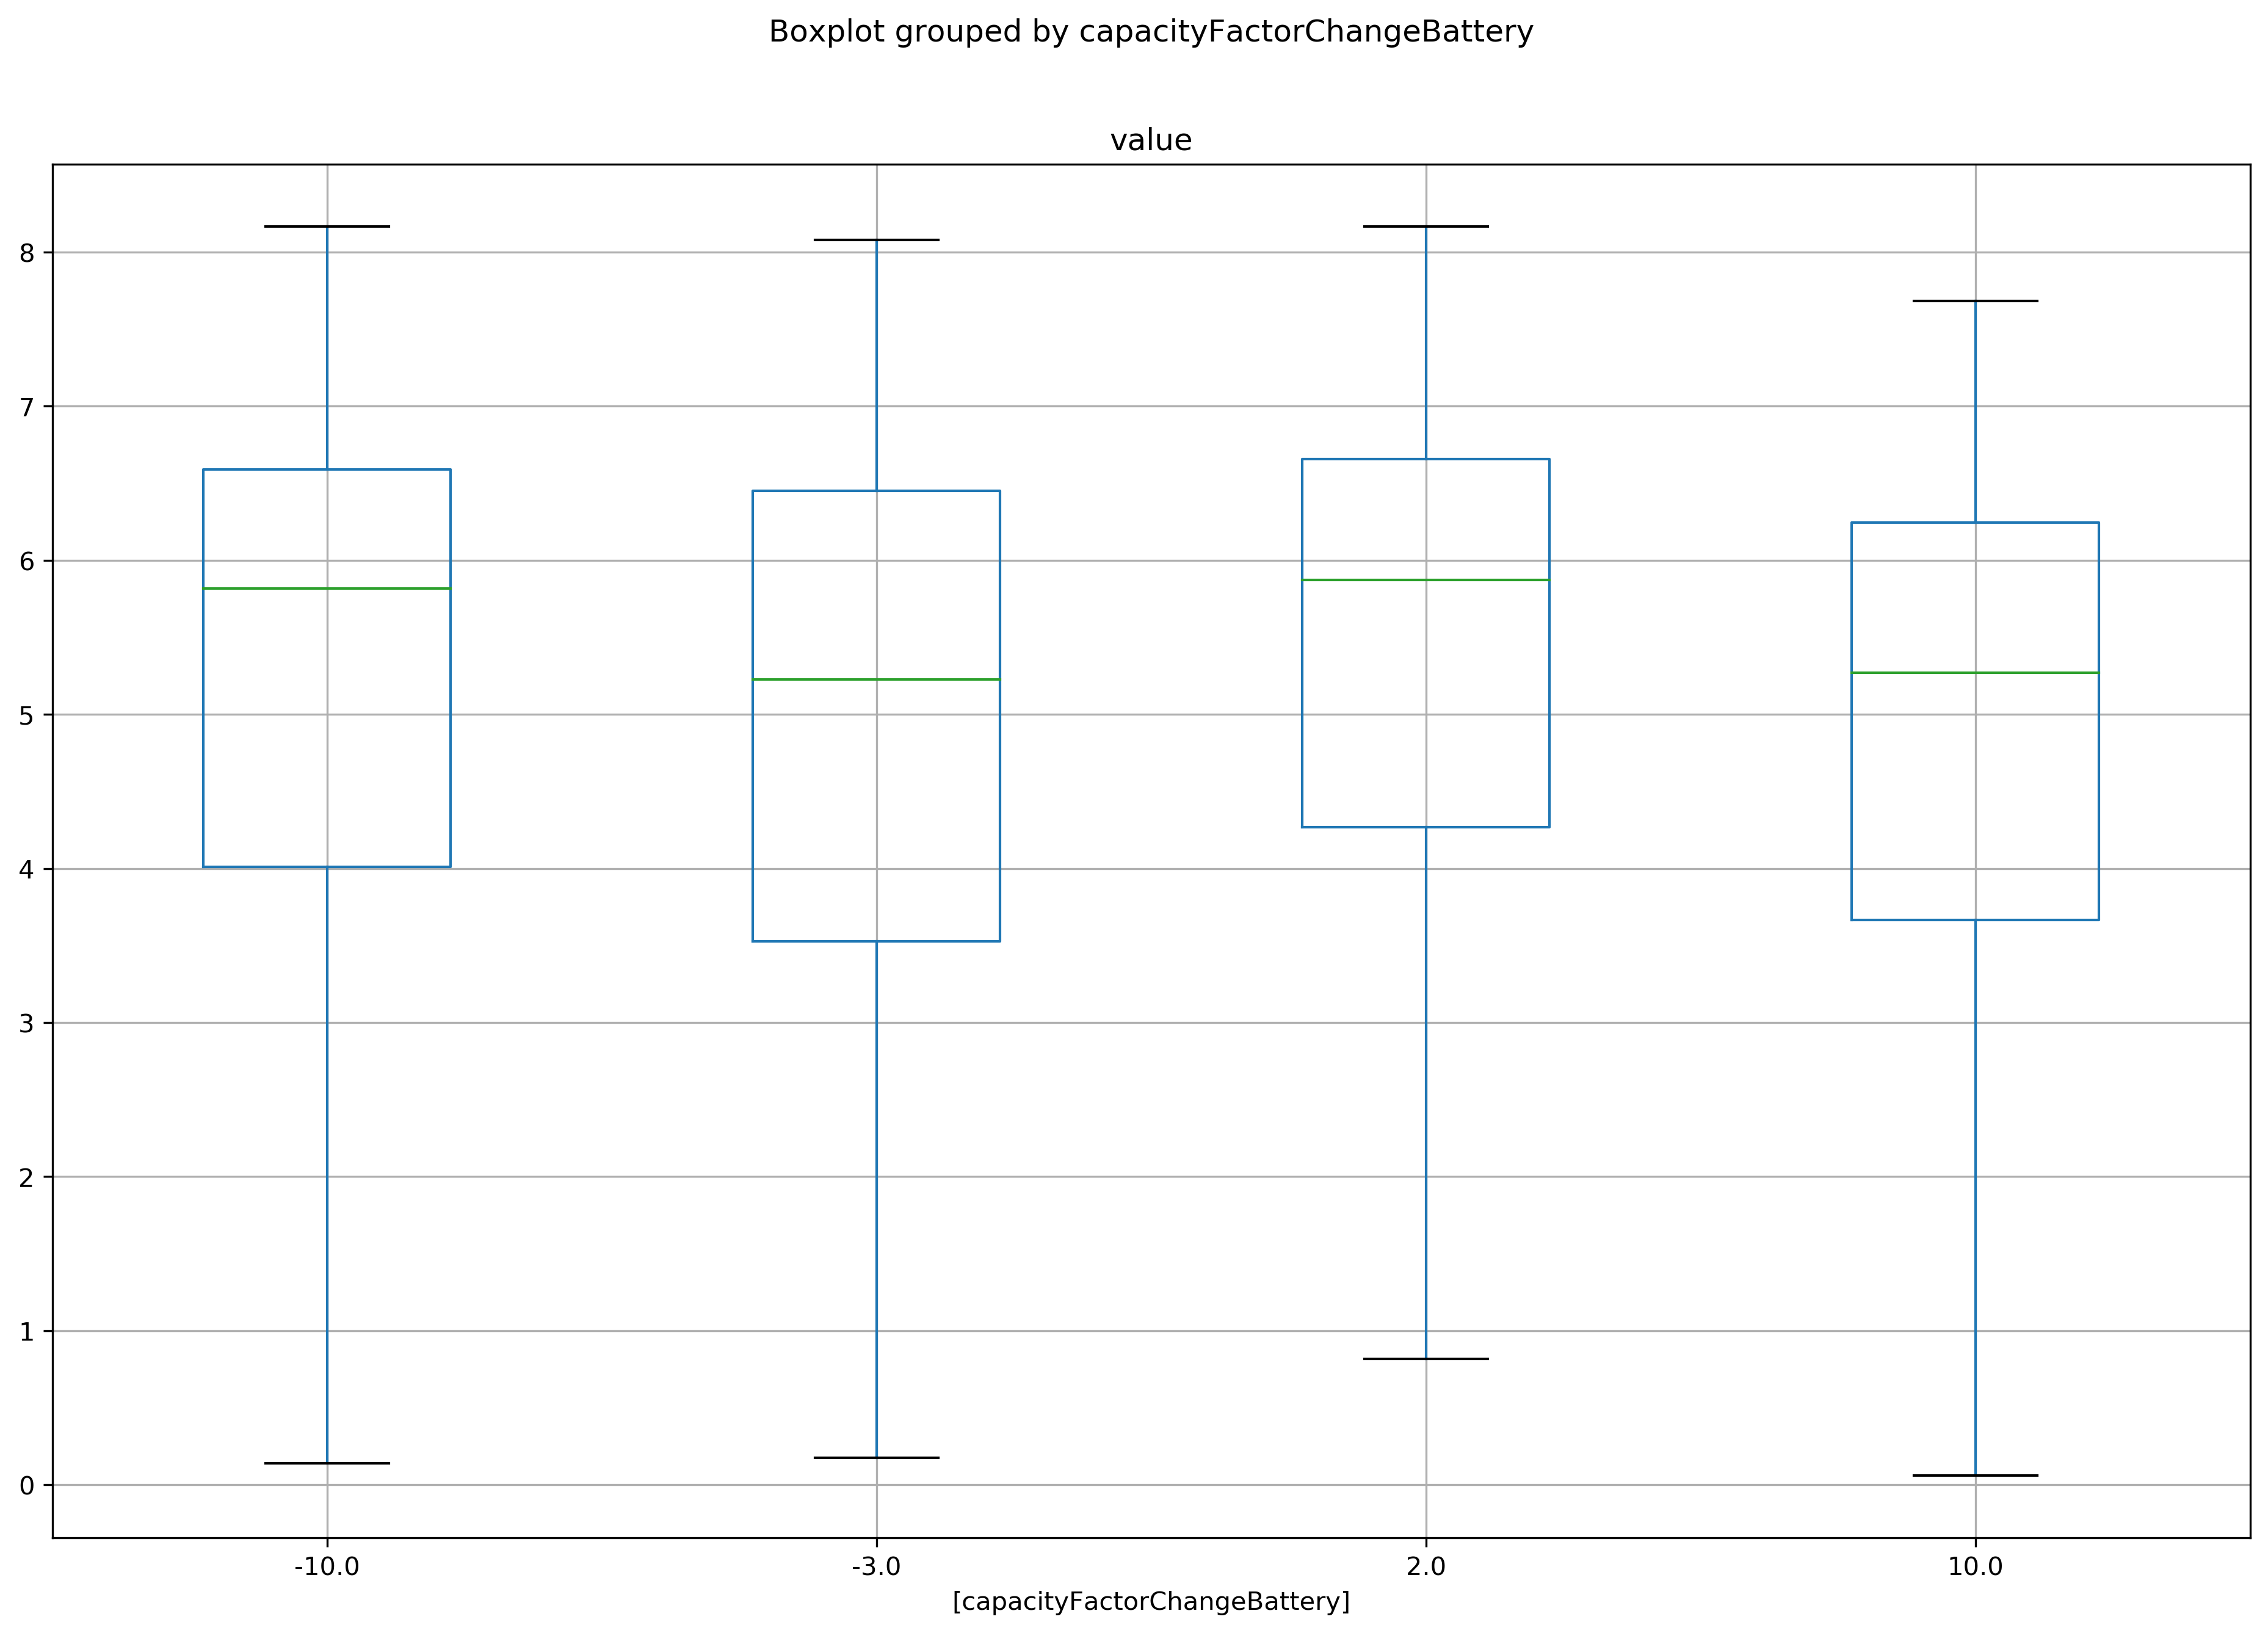 Boxplot grouped by capacityFactorChangeBattery
value
8
7
6
5
4
3
2
1
0
-10.0 -3.0 2.0 10.0
[capacityFactorChangeBattery]